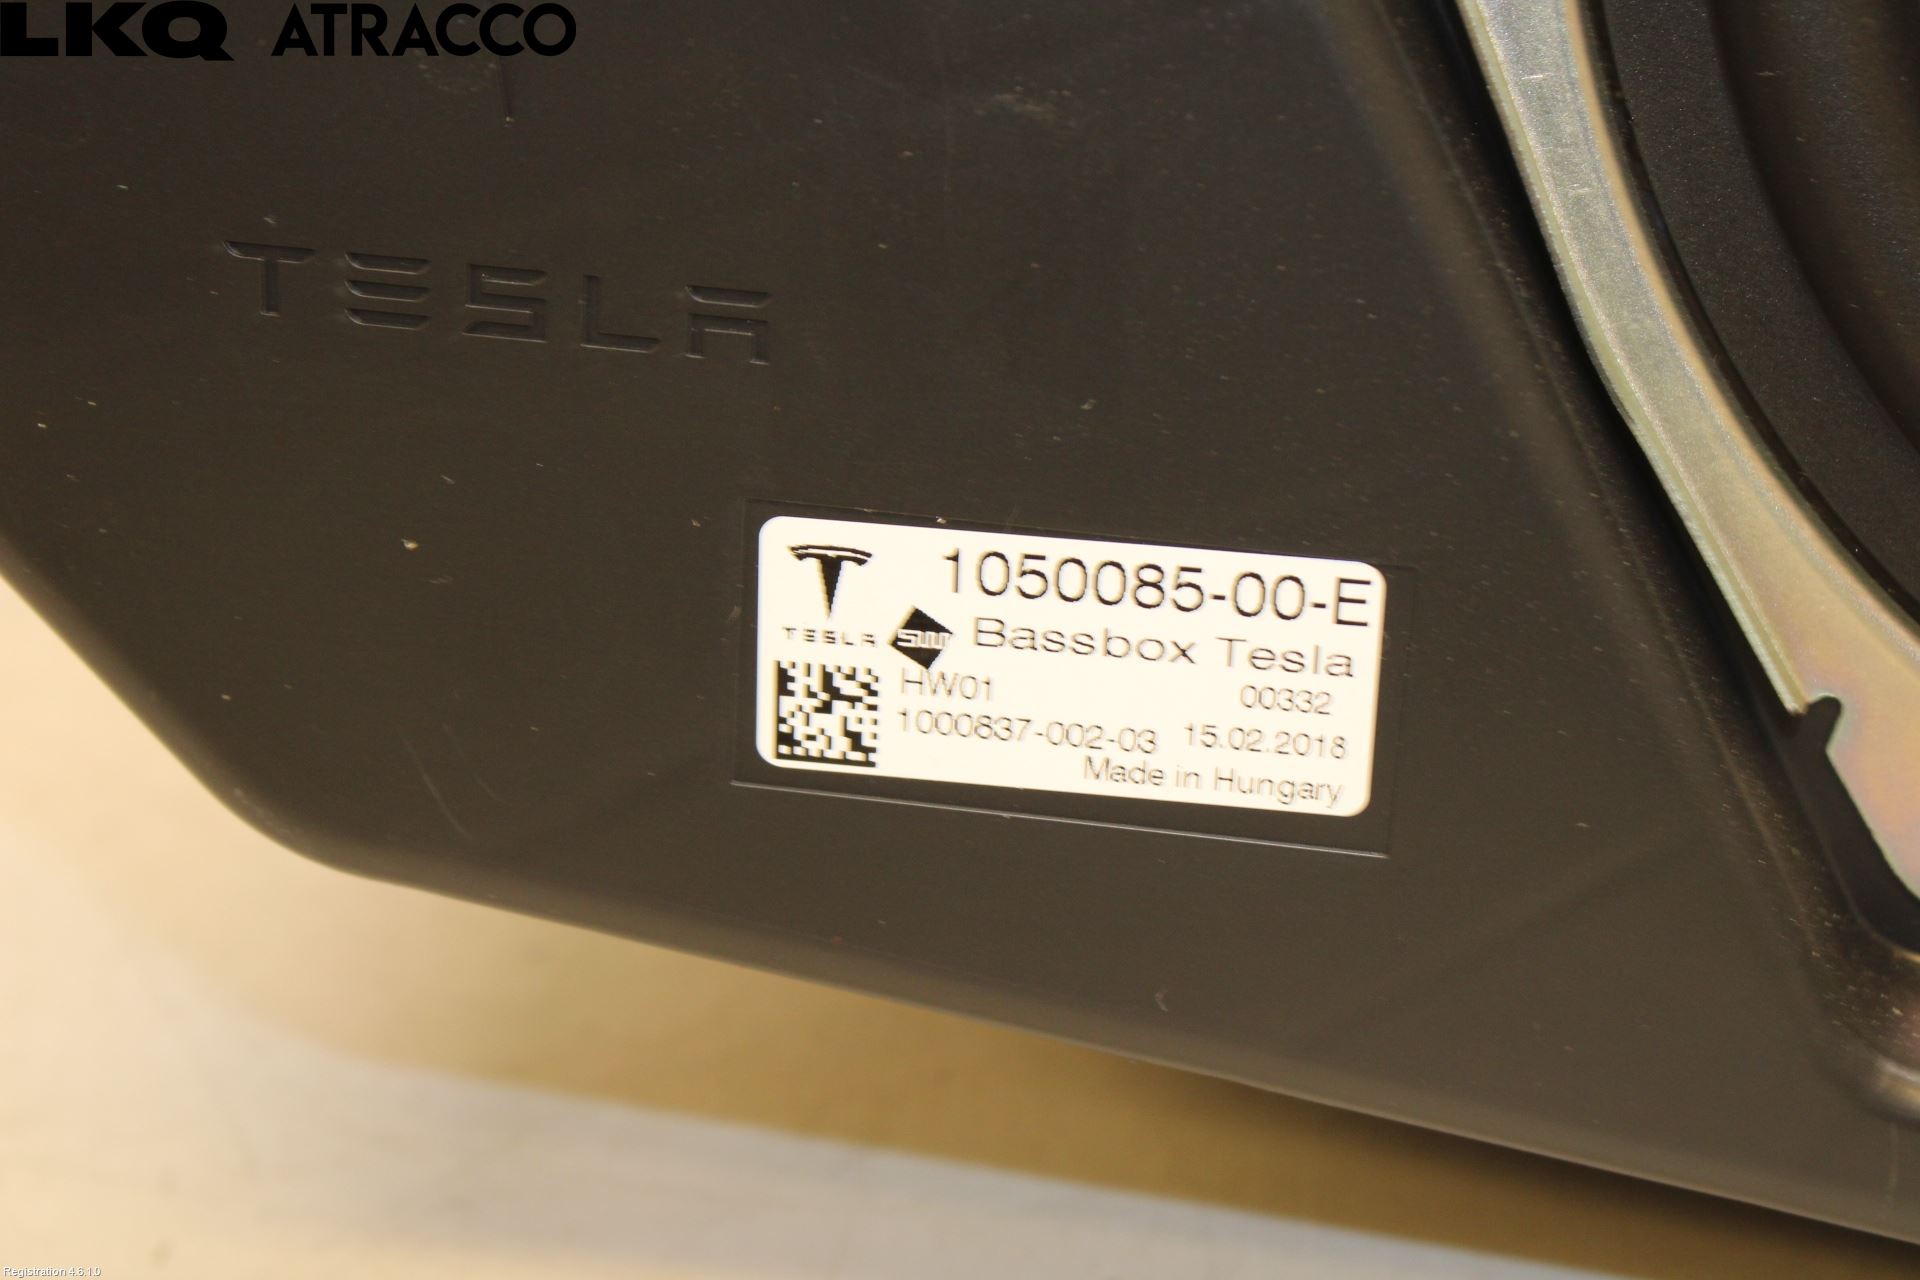 LKQ ATRACCO
TESLA
1050085-00-E
TESLA SW Bassbox Tesla
HW01 00332
1000837-002-03 15.02.2018
Made in Hungary
Registration 4.6.1.0